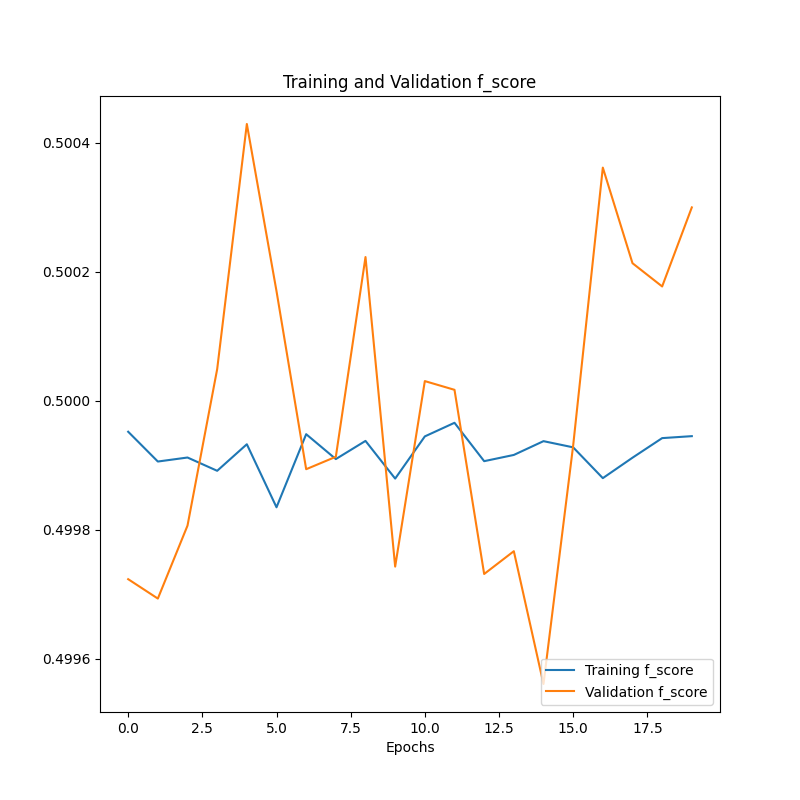 Training and Validation f_score
0.5004
0.5002
0.5000
0.4998
0.4996
Training f_score
Validation f_score
0.0 2.5 5.0 7.5 10.0 12.5 15.0 17.5
Epochs